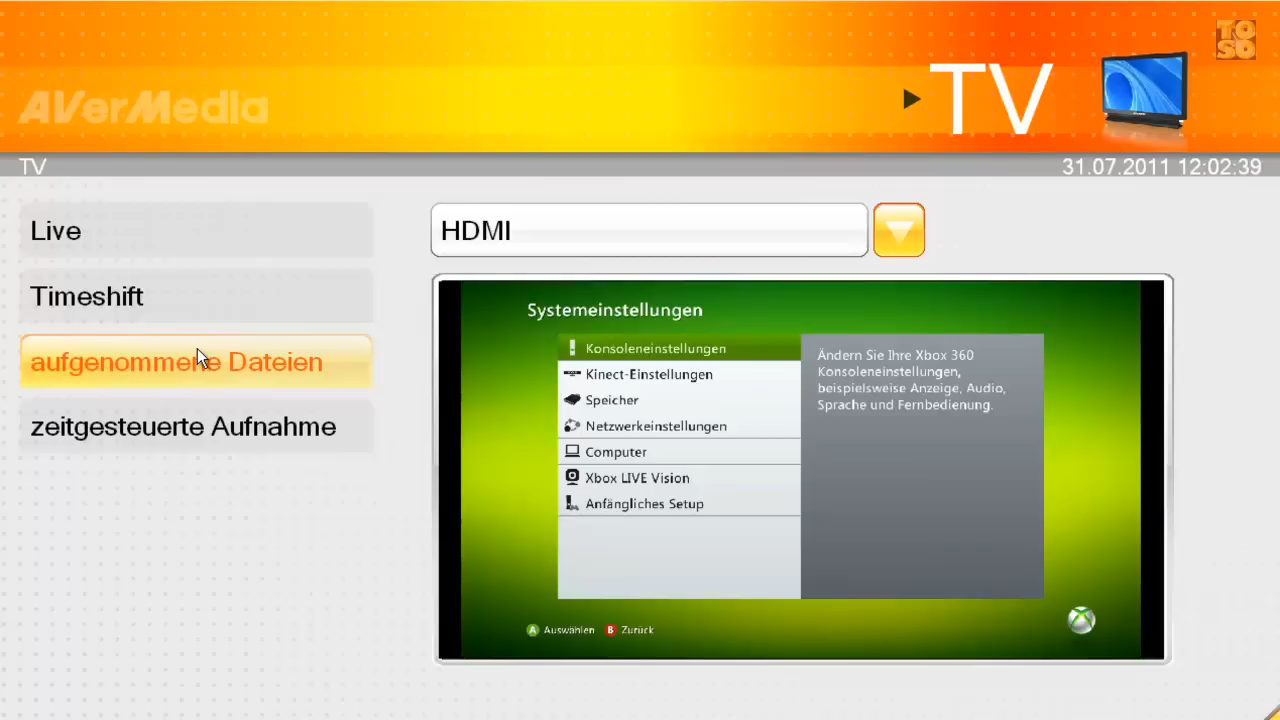 TO
SO
AVerMedia
TV
TV
31.07.2011 12:02:39
Live
Timeshift
aufgenommene Dateien
zeitgesteuerte Aufnahme
HDMI
Systemeinstellungen
Konsoleneinstellungen
Kinect-Einstellungen
Speicher
Netzwerkeinstellungen
Computer
Xbox LIVE Vision
Anfängliches Setup
Ändern Sie Ihre Xbox 360
Konsoleneinstellungen,
beispielsweise Anzeige, Audio,
Sprache und Fernbedienung.
A Auswählen B Zurück